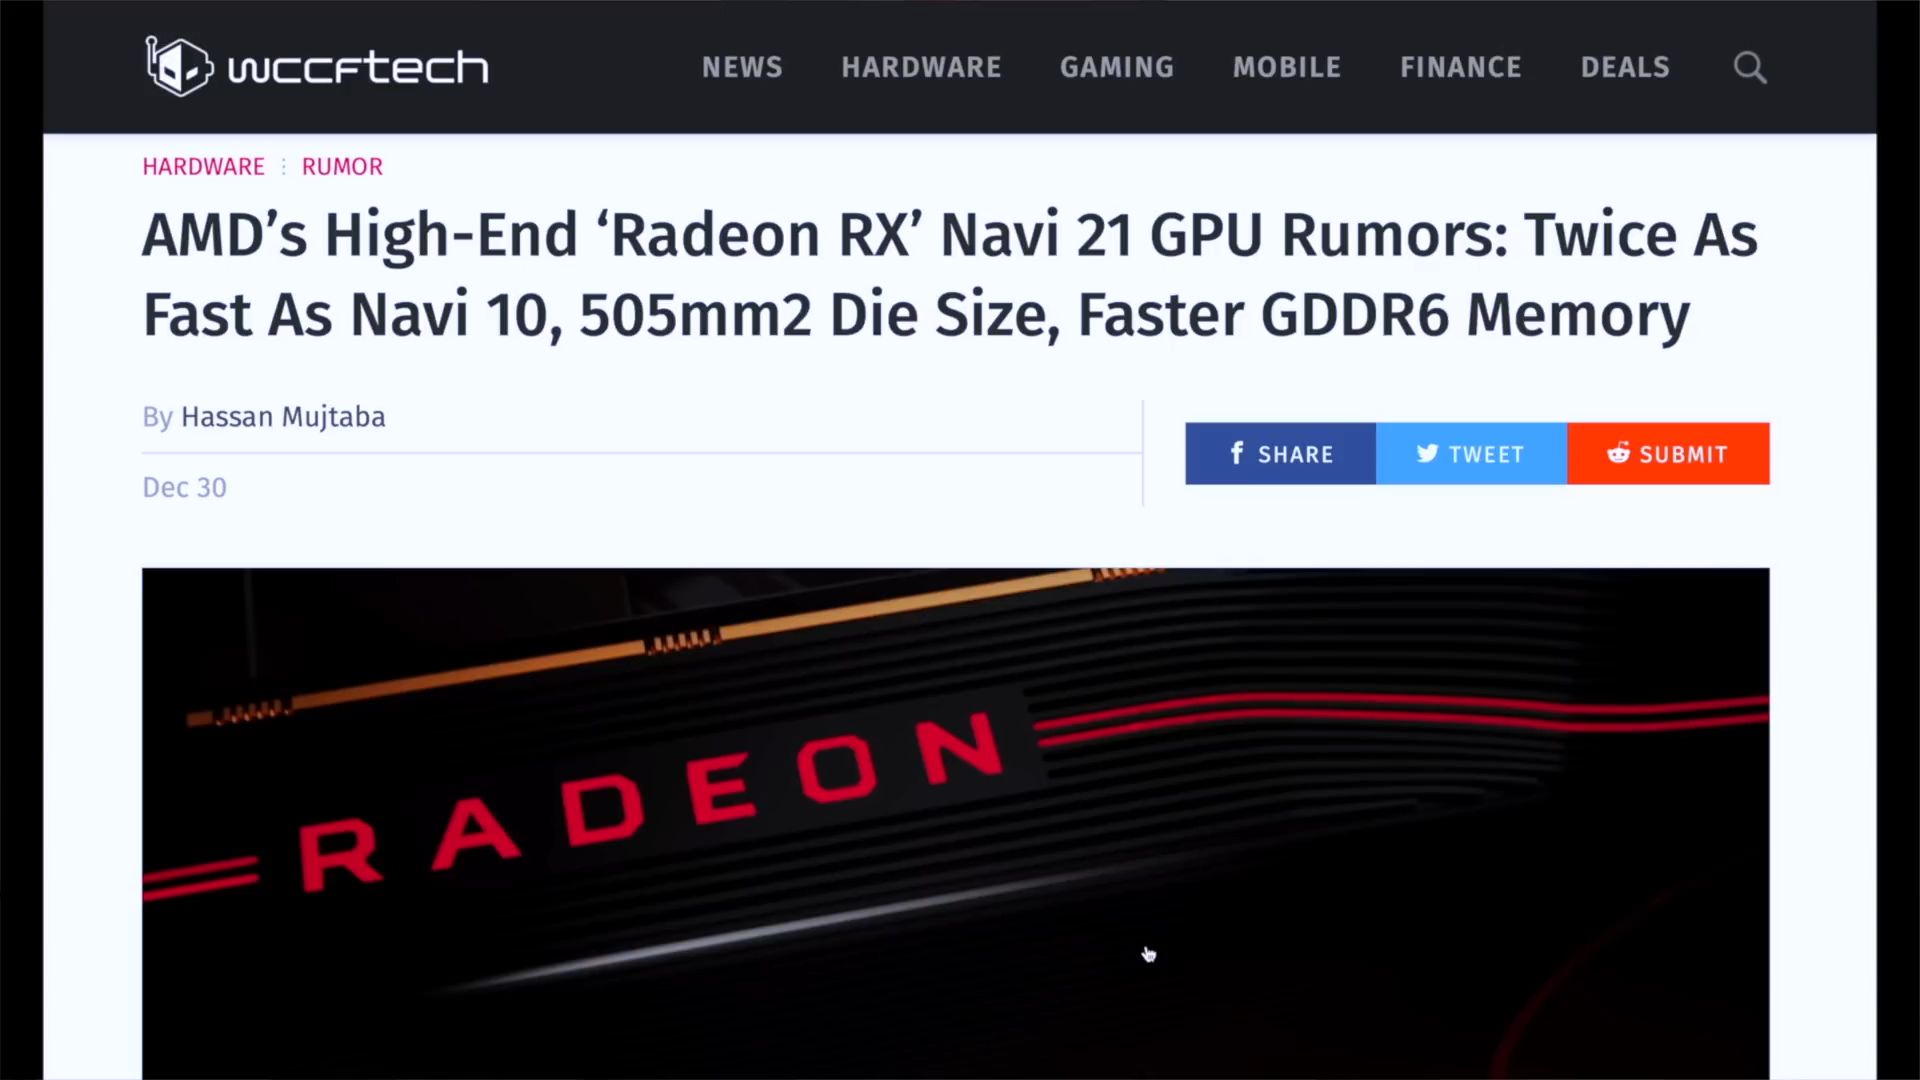 wccftech
NEWS HARDWARE GAMING MOBILE FINANCE DEALS
HARDWARE RUMOR
AMD’s High-End ‘Radeon RX’ Navi 21 GPU Rumors: Twice As
Fast As Navi 10, 505mm2 Die Size, Faster GDDR6 Memory
By Hassan Mujtaba
SHARE TWEET SUBMIT
Dec 30
RADEON